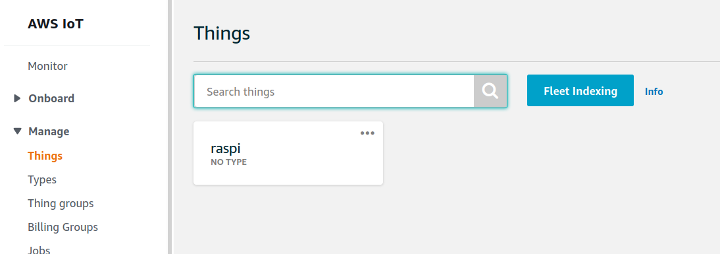 AWS IoT
Monitor
Onboard
Manage
Things
Types
Thing groups
Billing Groups
Jobs
Things
Search things
Fleet Indexing
Info
raspi
NO TYPE